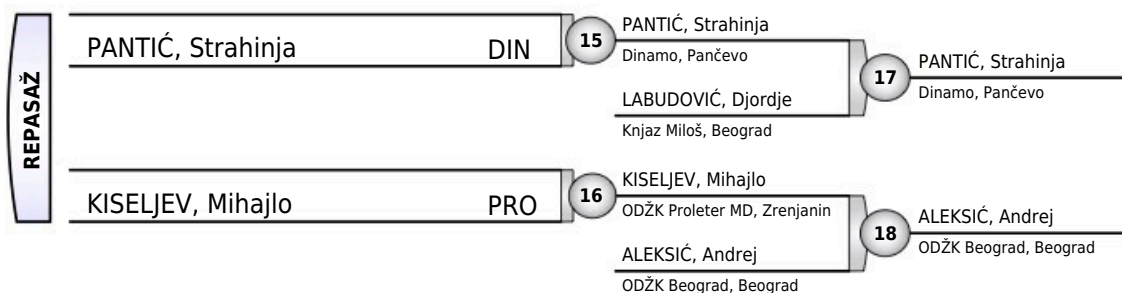 REPASAŽ
PANTIĆ, Strahinja DIN
15
PANTIĆ, Strahinja
Dinamo, Pančevo
LABUDOVIĆ, Djordje
Knjaz Miloš, Beograd
17
PANTIĆ, Strahinja
Dinamo, Pančevo
KISELJEV, Mihajlo PRO
16
KISELJEV, Mihajlo
ODŽK Proleter MD, Zrenjanin
ALEKSIĆ, Andrej
ODŽK Beograd, Beograd
18
ALEKSIĆ, Andrej
ODŽK Beograd, Beograd